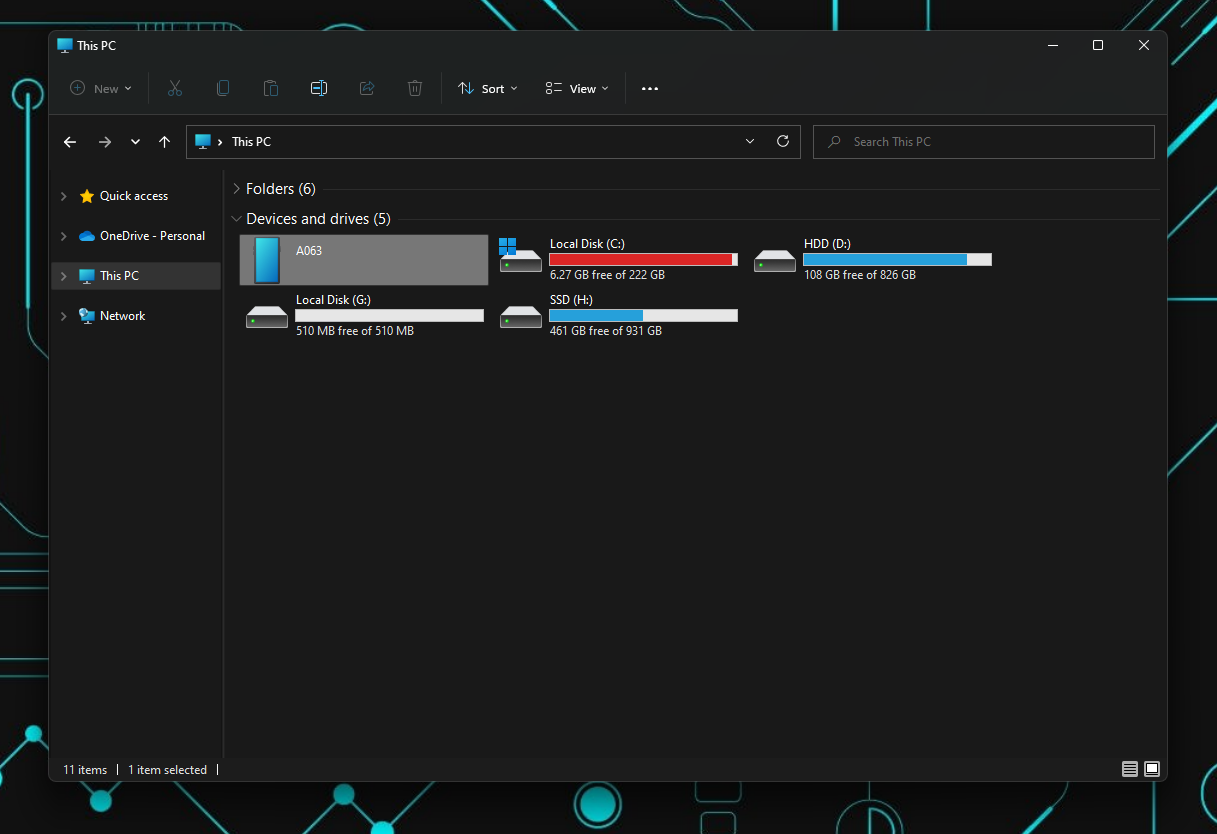 This PC
New
Sort
View
This PC
Search This PC
Quick access
OneDrive - Personal
This PC
Network
Folders (6)
Devices and drives (5)
A063
Local Disk (C:)
6.27 GB free of 222 GB
HDD (D:)
108 GB free of 826 GB
Local Disk (G:)
510 MB free of 510 MB
SSD (H:)
461 GB free of 931 GB
11 items
1 item selected